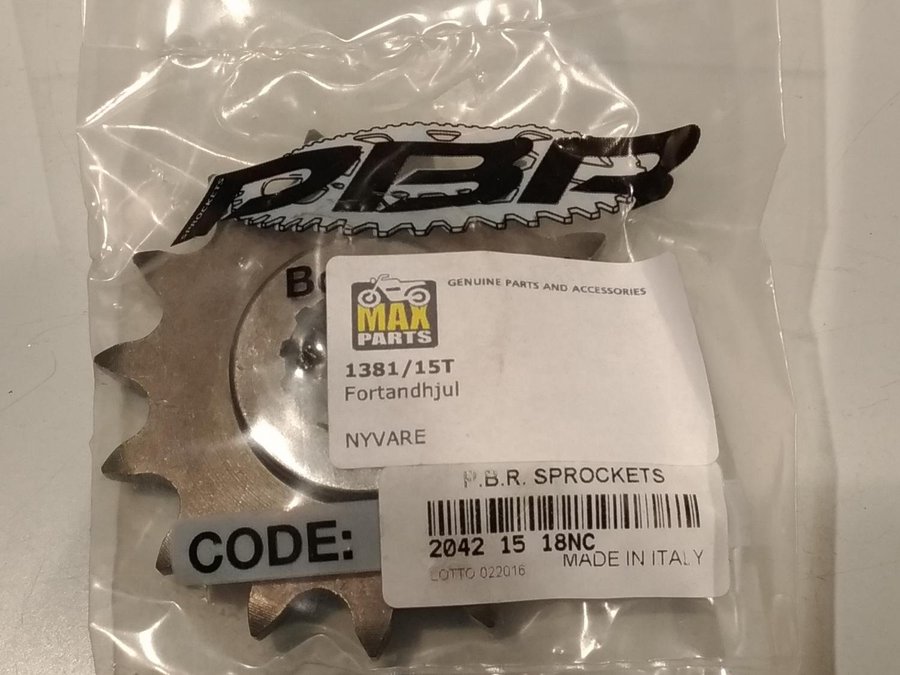 PBR
SPROCKETS
GENUINE PARTS AND ACCESSORIES
MAX
PARTS
1381/15T
Fortandhjul
NYVARE
P.B.R. SPROCKETS
CODE:
2042 15 18NC
MADE IN ITALY
LOTTO 022016